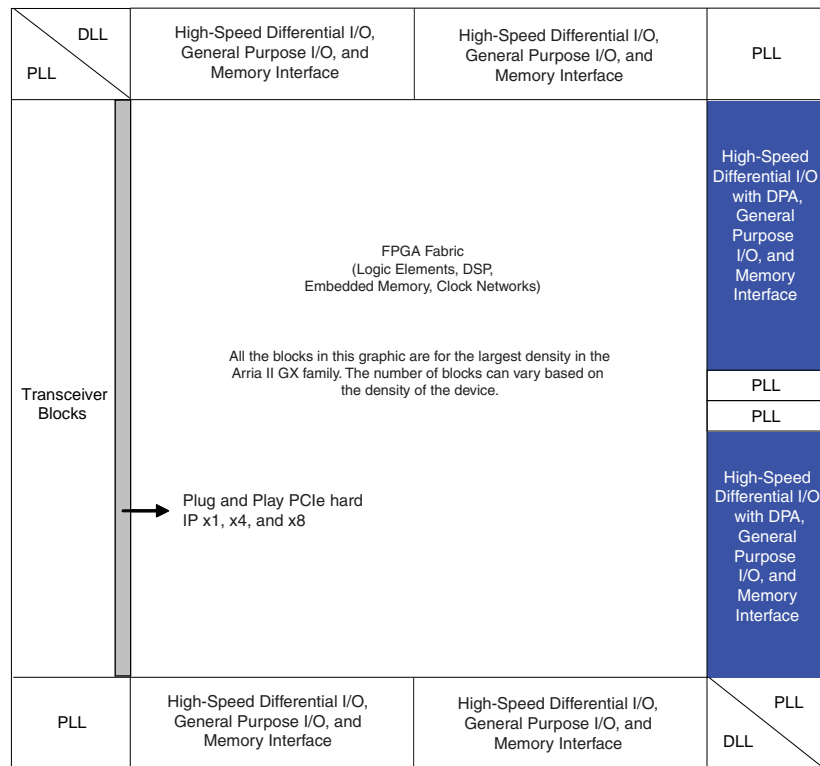 DLL
PLL
High-Speed Differential I/O,
General Purpose I/O, and
Memory Interface
High-Speed Differential I/O,
General Purpose I/O, and
Memory Interface
PLL
Transceiver
Blocks
FPGA Fabric
(Logic Elements, DSP,
Embedded Memory, Clock Networks)
All the blocks in this graphic are for the largest density in the
Arria II GX family. The number of blocks can vary based on
the density of the device.
Plug and Play PCIe hard
IP x1, x4, and x8
High-Speed
Differential I/O
with DPA,
General
Purpose
I/O, and
Memory
Interface
PLL
PLL
High-Speed
Differential I/O
with DPA,
General
Purpose
I/O, and
Memory
Interface
PLL
High-Speed Differential I/O,
General Purpose I/O, and
Memory Interface
High-Speed Differential I/O,
General Purpose I/O, and
Memory Interface
PLL
DLL